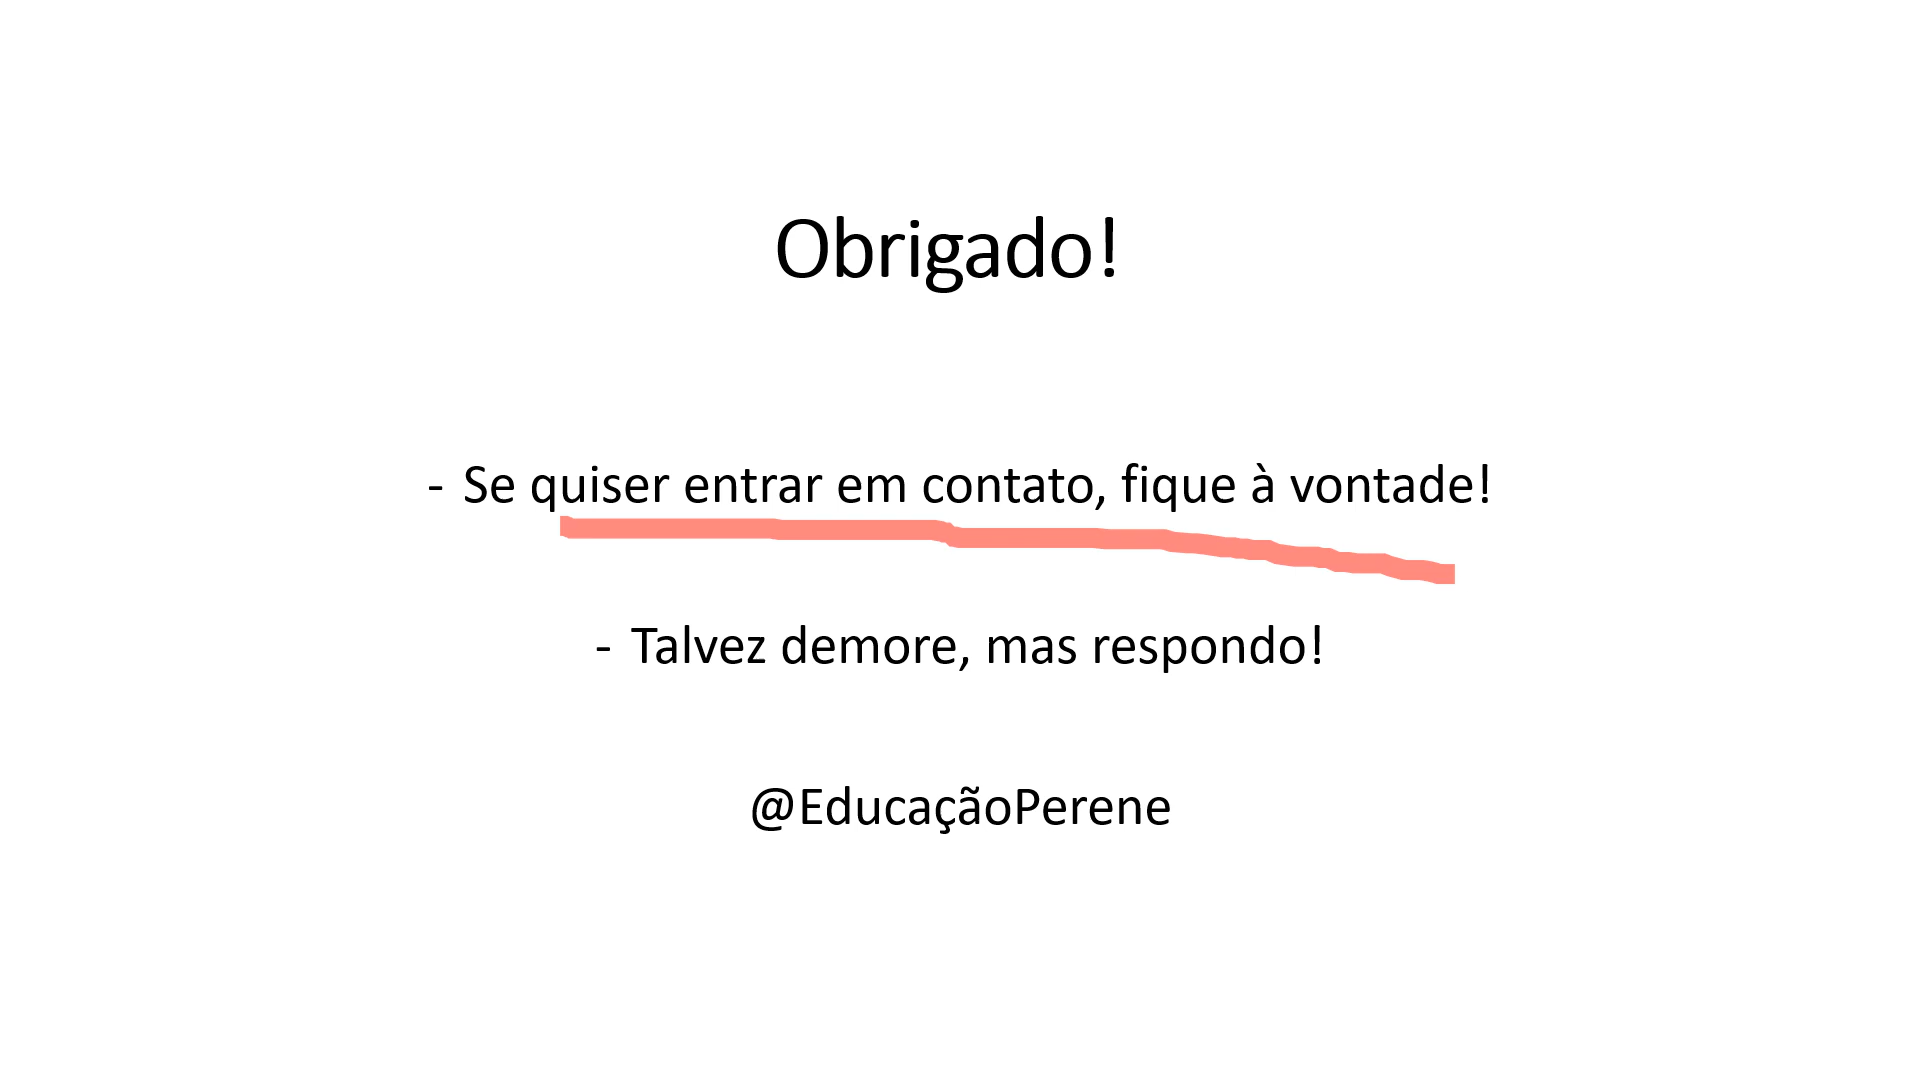 Obrigado!
- Se quiser entrar em contato, fique à vontade!
- Talvez demore, mas respondo!
@EducaçãoPerene